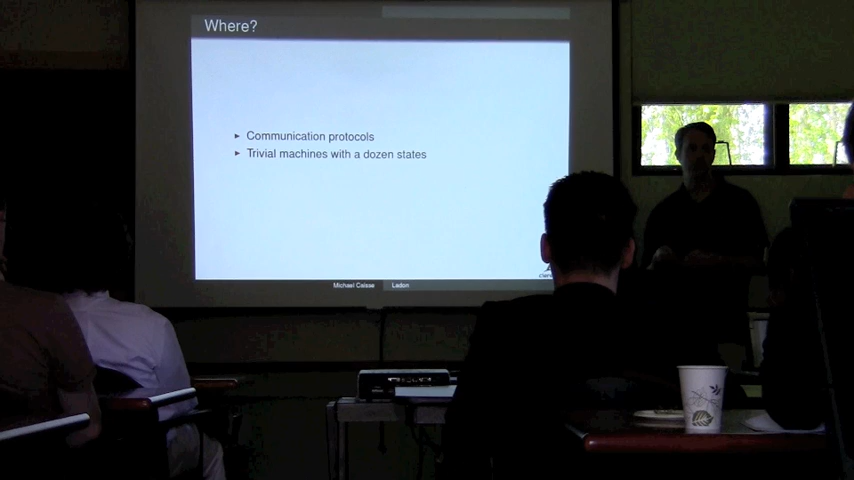 Where?
► Communication protocols
► Trivial machines with a dozen states
Michael Caisse Ladon